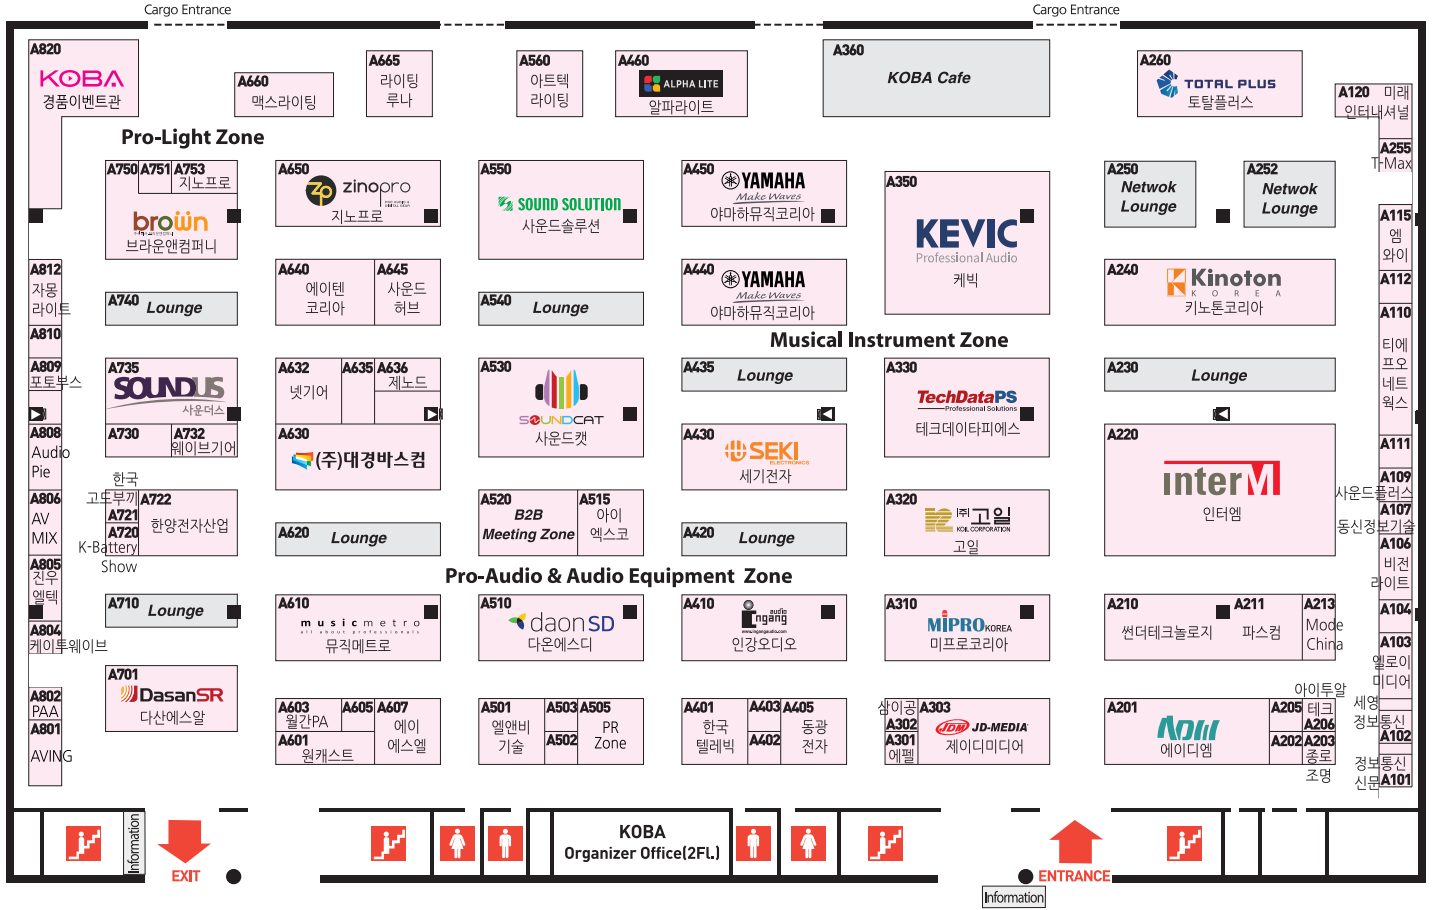 Cargo Entrance
Cargo Entrance
A820
KOBA
경품이벤트관
A660
맥스라이팅
A665
라이팅
루나
A560
아트텍
라이팅
A460
ALPHA LITE
알파라이트
A360
KOBA Cafe
A260
TOTAL PLUS
토탈플러스
A120 미래
인터내셔널
A255
T-Max
Pro-Light Zone
A750
A751
A753
지노프로
brown
브라운앤컴퍼니
A650
zinopro
지노프로
A550
SOUND SOLUTION
사운드솔루션
A450
YAMAHA
Make Waves
야마하뮤직코리아
A350
KEVIC
Professional Audio
케빅
A250
Netwok
Lounge
A252
Netwok
Lounge
A115
엠
와이
A812
자몽
라이트
A810
A740
Lounge
A640
에이텐
코리아
A645
사운드
허브
A540
Lounge
A440
YAMAHA
Make Waves
야마하뮤직코리아
A240
Kinoton
KOREA
키노톤코리아
A112
A110
티에
프오
네트
웍스
Musical Instrument Zone
A809
포토부스
A735
SOUNDUS
사운더스
A632
넷기어
A635
A636
제노드
A530
SOUNDCAT
사운드캣
A435
Lounge
A330
TechDataPS
Professional Solutions
테크데이타피에스
A230
Lounge
A808
Audio
Pie
A730
A732
웨이브기어
A630
(주)대경바스컴
A430
SEKI
ELECTRONICS
세기전자
A220
interM
인터엠
A111
A109
사운드플러스
A107
동신정보기술
A806
AV
MIX
한국
고도부끼
A721
A720
K-Battery
Show
A722
한양전자산업
A620
Lounge
A520
B2B
Meeting Zone
A515
아이
엑스코
A420
Lounge
A320
(주)고일
KOIL CORPORATION
고일
A106
비전
라이트
Pro-Audio & Audio Equipment Zone
A805
진우
엘텍
A804
케이투웨이브
A710
Lounge
A610
musicmetro
all about professionals
뮤직메트로
A510
daonSD
다온에스디
A410
audio
ingang
www.ingangaudio.com
인강오디오
A310
MIPRO KOREA
미프로코리아
A210
썬더테크놀로지
A211
파스컴
A213
Mode
China
A104
A103
엘로이
미디어
A802
PAA
A801
AVING
A701
DasanSR
다산에스알
A603
월간PA
A605
A601
원캐스트
A607
에이
에스엘
A501
엘앤비
기술
A503
A502
A505
PR
Zone
A401
한국
텔레빅
A403
A402
A405
동광
전자
삼이공
A302
A301
에펠
A303
JDM JD-MEDIA
제이디미디어
A201
ADM
에이디엠
아이투알
A205 테크
A206
A202
A203
종로
조명
세영
정보통신
A102
정보통신
신문
A101
Information
EXIT
KOBA
Organizer Office(2FL.)
ENTRANCE
Information